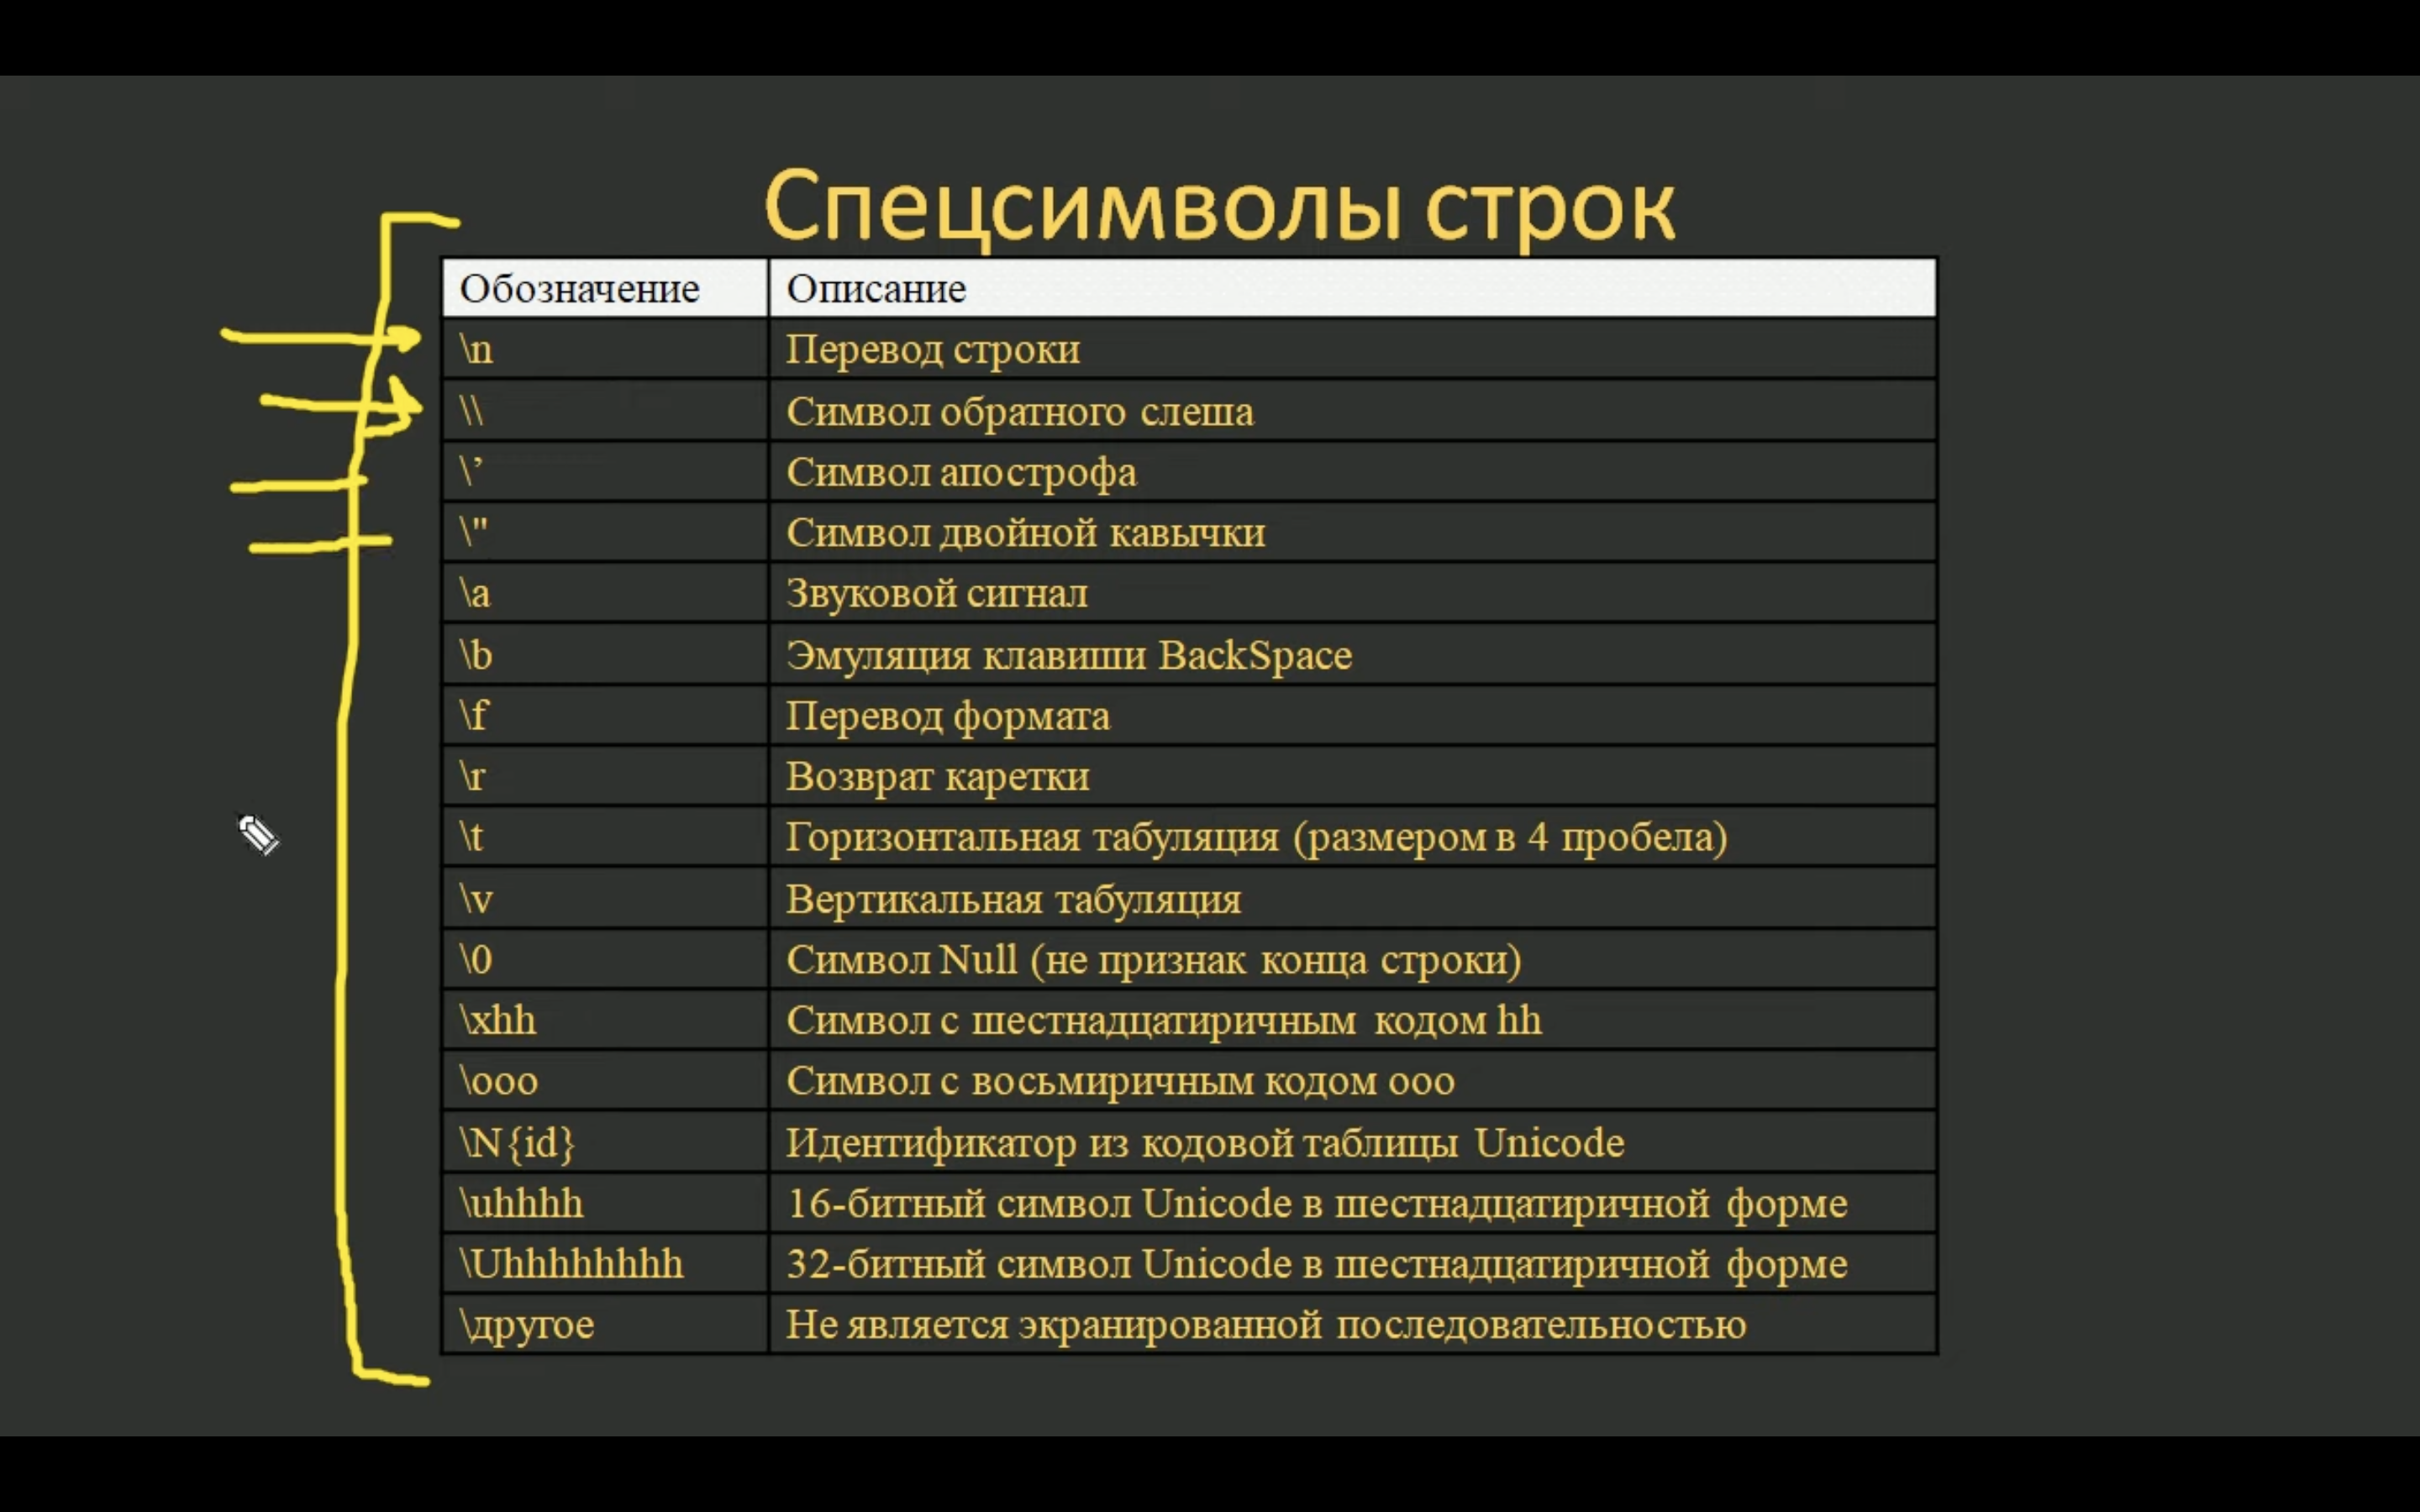 Спецсимволы строк
Обозначение Описание
\n Перевод строки
\\ Символ обратного слеша
\’ Символ апострофа
\" Символ двойной кавычки
\a Звуковой сигнал
\b Эмуляция клавиши BackSpace
\f Перевод формата
\r Возврат каретки
\t Горизонтальная табуляция (размером в 4 пробела)
\v Вертикальная табуляция
\0 Символ Null (не признак конца строки)
\xhh Символ с шестнадцатиричным кодом hh
\ooo Символ с восьмиричным кодом ooo
\N{id} Идентификатор из кодовой таблицы Unicode
\uhhhh 16-битный символ Unicode в шестнадцатиричной форме
\Uhhhhhhhh 32-битный символ Unicode в шестнадцатиричной форме
\другое Не является экранированной последовательностью